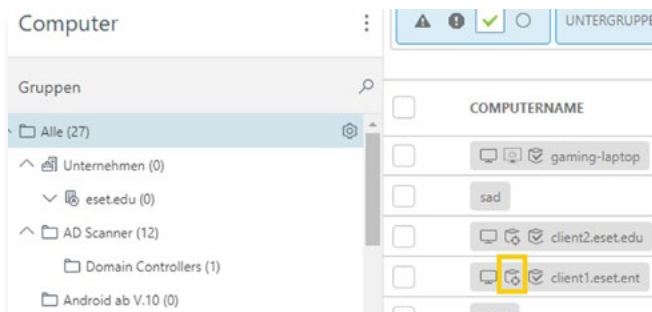 Computer
UNTERGRUPPE
Gruppen
COMPUTERNAME
Alle (27)
gaming-laptop
Unternehmen (0)
eset.edu (0)
sad
AD Scanner (12)
client2.eset.edu
Domain Controllers (1)
client1.eset.ent
Android ab V.10 (0)